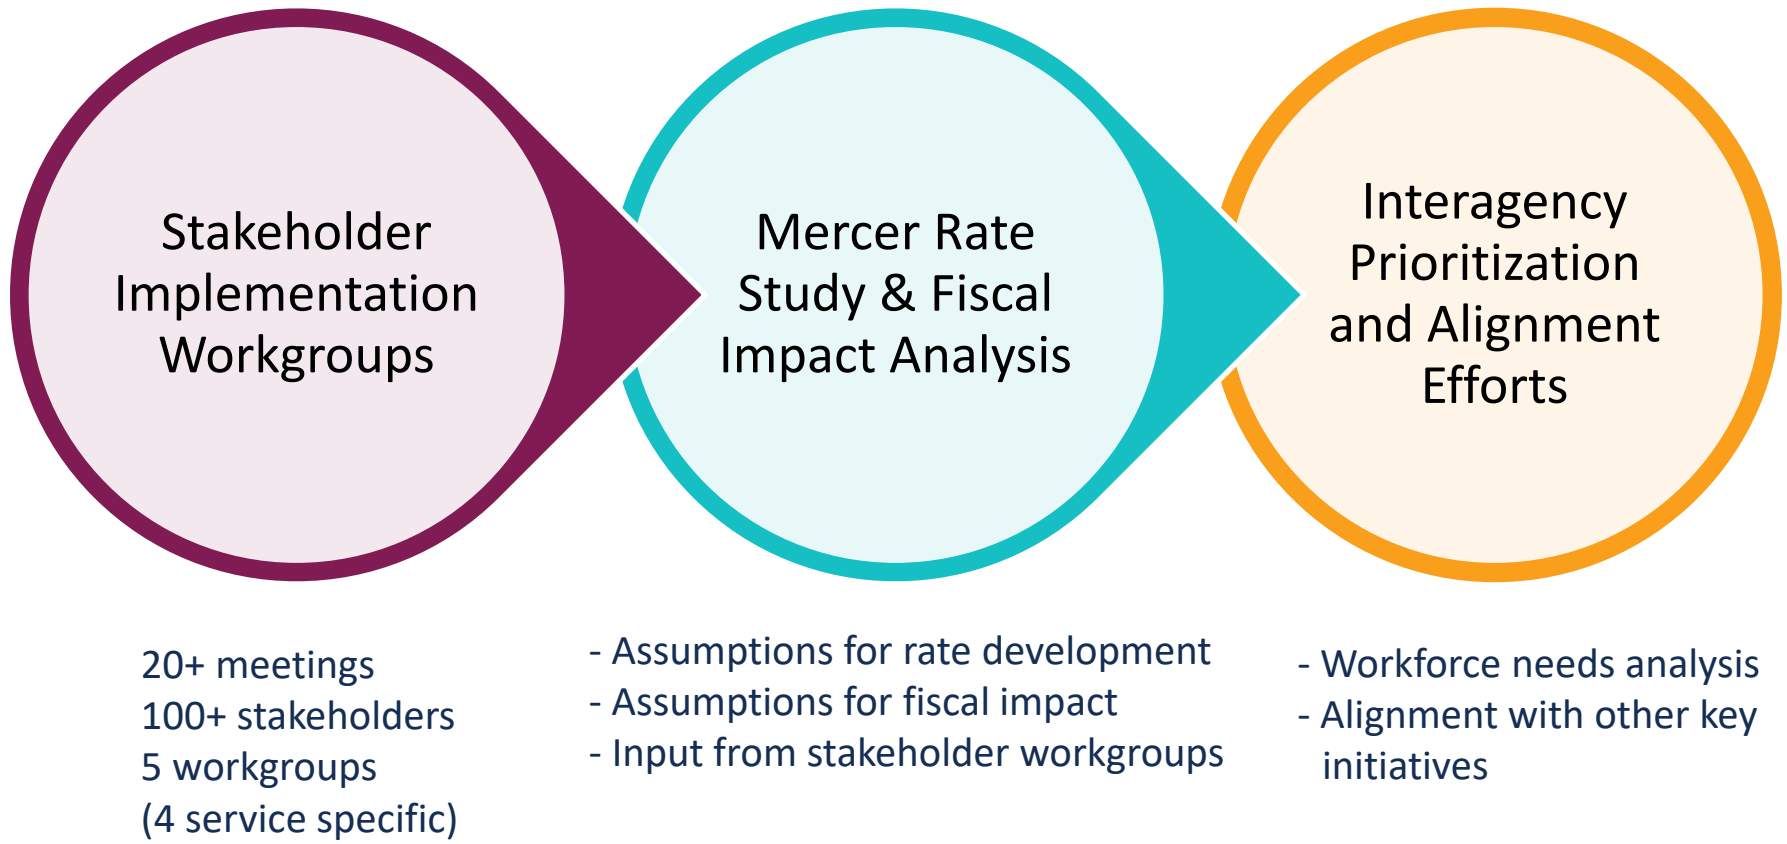 Stakeholder
Implementation
Workgroups
Mercer Rate
Study & Fiscal
Impact Analysis
Interagency
Prioritization
and Alignment
Efforts
20+ meetings
100+ stakeholders
5 workgroups
(4 service specific)
- Assumptions for rate development
- Assumptions for fiscal impact
- Input from stakeholder workgroups
- Workforce needs analysis
- Alignment with other key
initiatives